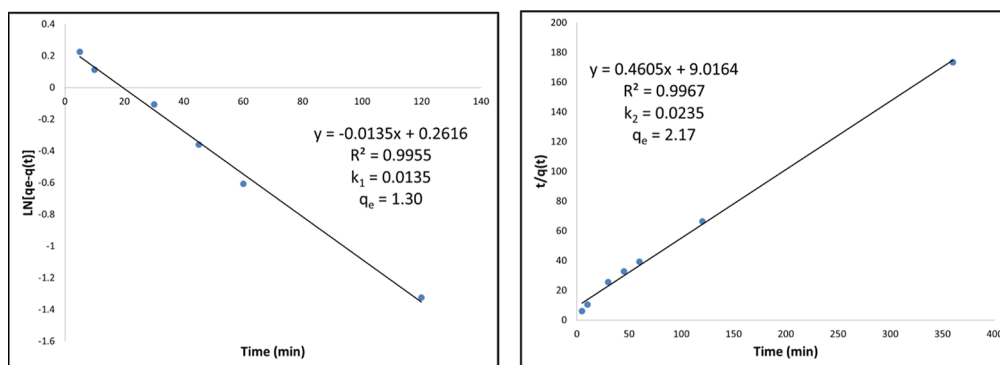 0.4
0.2
0
-0.2
-0.4
-0.6
-0.8
-1
-1.2
-1.4
-1.6
0 20 40 60 80 100 120 140
LN[qe-q(t)]
Time (min)
y = -0.0135x + 0.2616
R² = 0.9955
k₁ = 0.0135
qₑ = 1.30
200
180
160
140
120
100
80
60
40
20
0
0 50 100 150 200 250 300 350 400
t/q(t)
Time (min)
y = 0.4605x + 9.0164
R² = 0.9967
k₂ = 0.0235
qₑ = 2.17